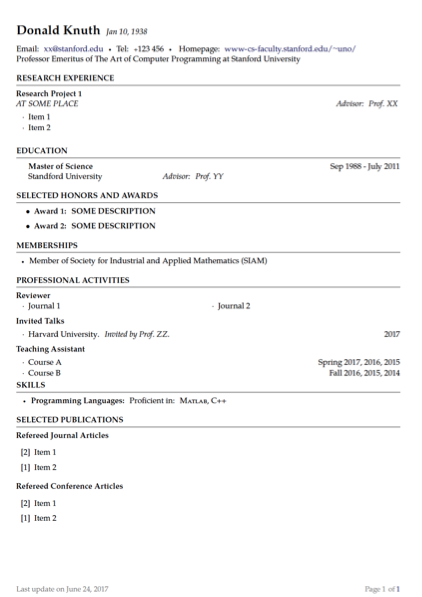 Donald Knuth Jan 10, 1938
Email: xx@stanford.edu • Tel: +123 456 • Homepage: www-cs-faculty.stanford.edu/~uno/
Professor Emeritus of The Art of Computer Programming at Stanford University
RESEARCH EXPERIENCE
Research Project 1
AT SOME PLACE Advisor: Prof. XX
· Item 1
· Item 2
EDUCATION
Master of Science Sep 1988 - July 2011
Standford University Advisor: Prof. YY
SELECTED HONORS AND AWARDS
• Award 1: SOME DESCRIPTION
• Award 2: SOME DESCRIPTION
MEMBERSHIPS
• Member of Society for Industrial and Applied Mathematics (SIAM)
PROFESSIONAL ACTIVITIES
Reviewer
· Journal 1 · Journal 2
Invited Talks
· Harvard University. Invited by Prof. ZZ. 2017
Teaching Assistant
· Course A Spring 2017, 2016, 2015
· Course B Fall 2016, 2015, 2014
SKILLS
• Programming Languages: Proficient in: MATLAB, C++
SELECTED PUBLICATIONS
Refereed Journal Articles
[2] Item 1
[1] Item 2
Refereed Conference Articles
[2] Item 1
[1] Item 2
Last update on June 24, 2017 Page 1 of 1